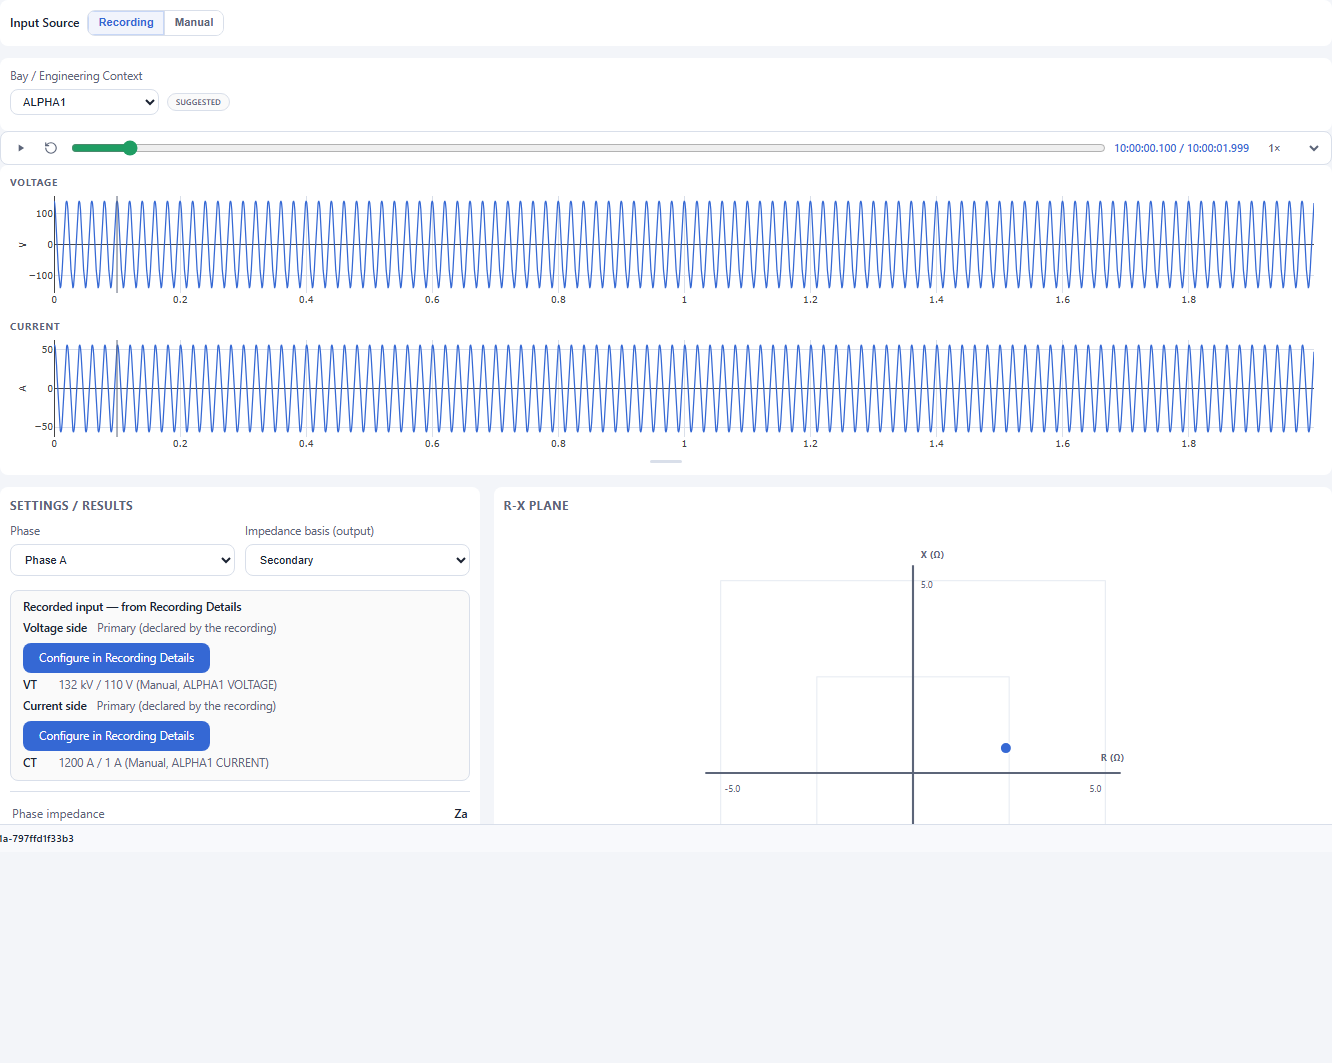 Input Source Recording Manual
Bay / Engineering Context
ALPHA1 SUGGESTED
10:00:00.100 / 10:00:01.999 1×
VOLTAGE
100
0
−100
V
0 0.2 0.4 0.6 0.8 1 1.2 1.4 1.6 1.8
CURRENT
50
0
−50
A
0 0.2 0.4 0.6 0.8 1 1.2 1.4 1.6 1.8
SETTINGS / RESULTS
Phase Impedance basis (output)
Phase A Secondary
Recorded input — from Recording Details
Voltage side Primary (declared by the recording)
Configure in Recording Details
VT 132 kV / 110 V (Manual, ALPHA1 VOLTAGE)
Current side Primary (declared by the recording)
Configure in Recording Details
CT 1200 A / 1 A (Manual, ALPHA1 CURRENT)
Phase impedance Za
R-X PLANE
X (Ω)
5.0
R (Ω)
-5.0 5.0
1a-797ffd1f33b3